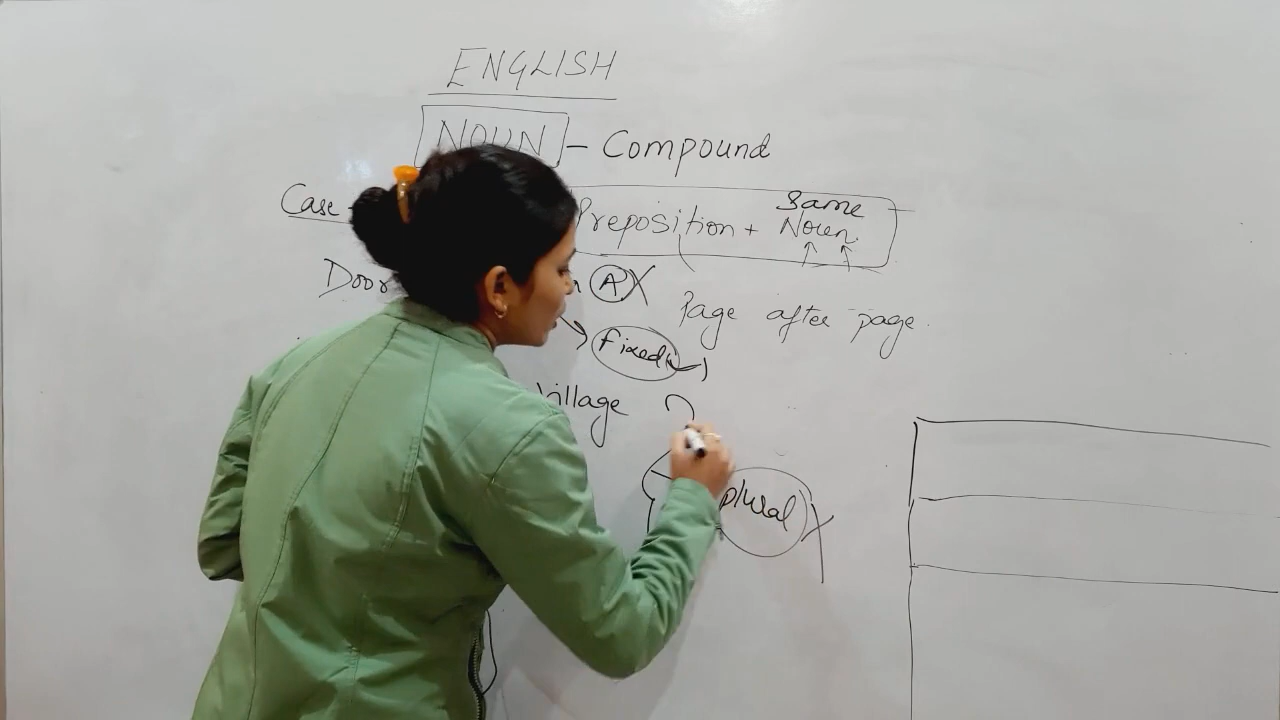 ENGLISH
NOUN - Compound
Case
Preposition + Same Noun
Door
A X
Page after page.
fixed
Village
plural X